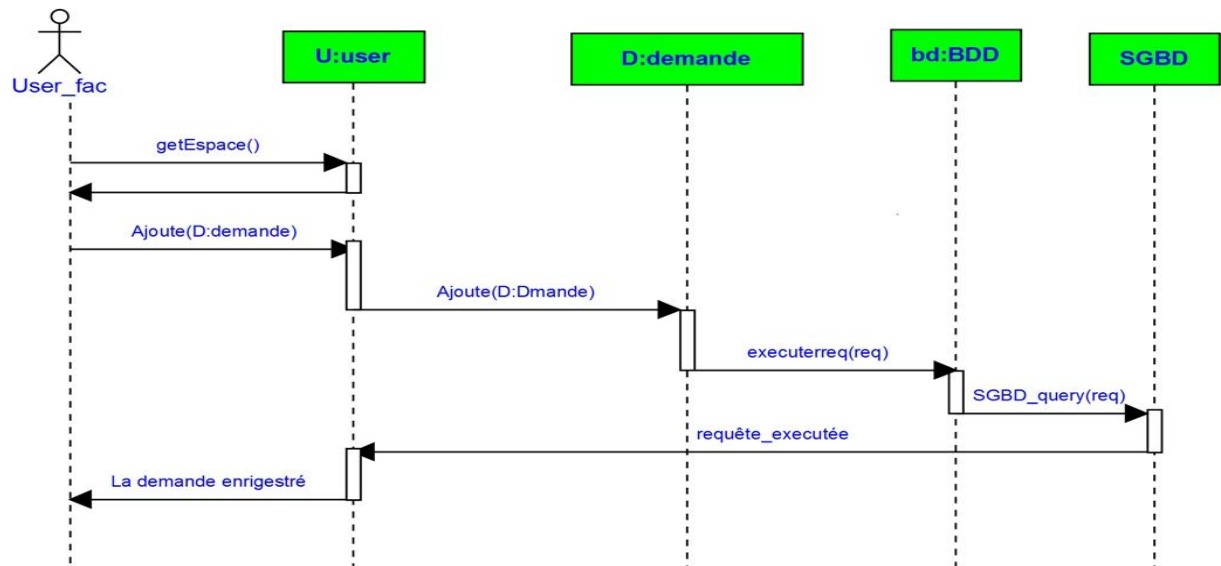 U:user
D:demande
bd:BDD
SGBD
User_fac
getEspace()
Ajoute(D:demande)
Ajoute(D:Dmande)
executerreq(req)
SGBD_query(req)
requête_executée
La demande enrigestré